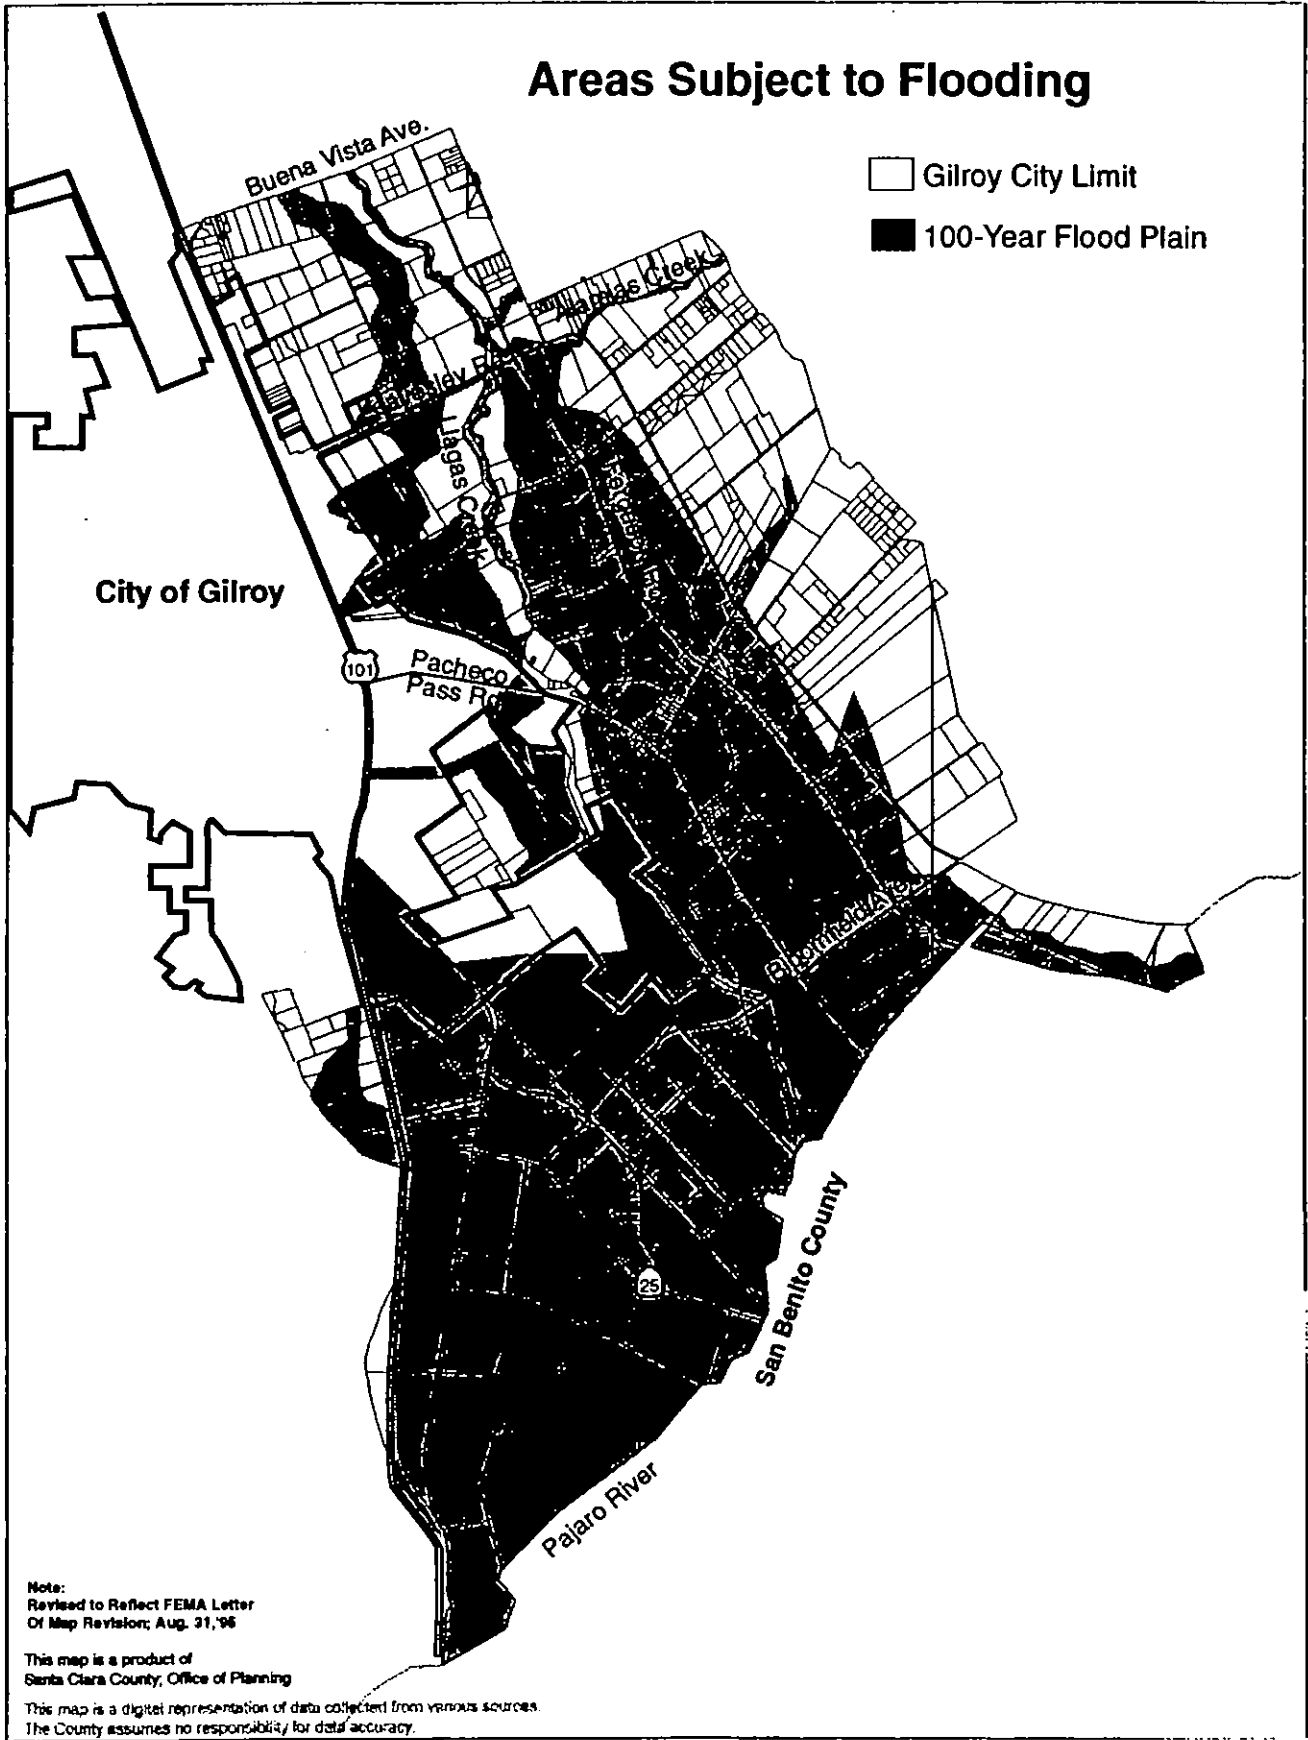 Areas Subject to Flooding
Buena Vista Ave.
Gilroy City Limit
100-Year Flood Plain
Creek
Llagas Creek
City of Gilroy
101
Pacheco
Pass Rd
Bloomfield Ave
25
San Benito County
Pajaro River
Note:
Revised to Reflect FEMA Letter
Of Map Revision; Aug. 31,
This map is a product of
Santa Clara County, Office of Planning
This map is a digital representation of data collected from various sources.
The County assumes no responsibility for data accuracy.